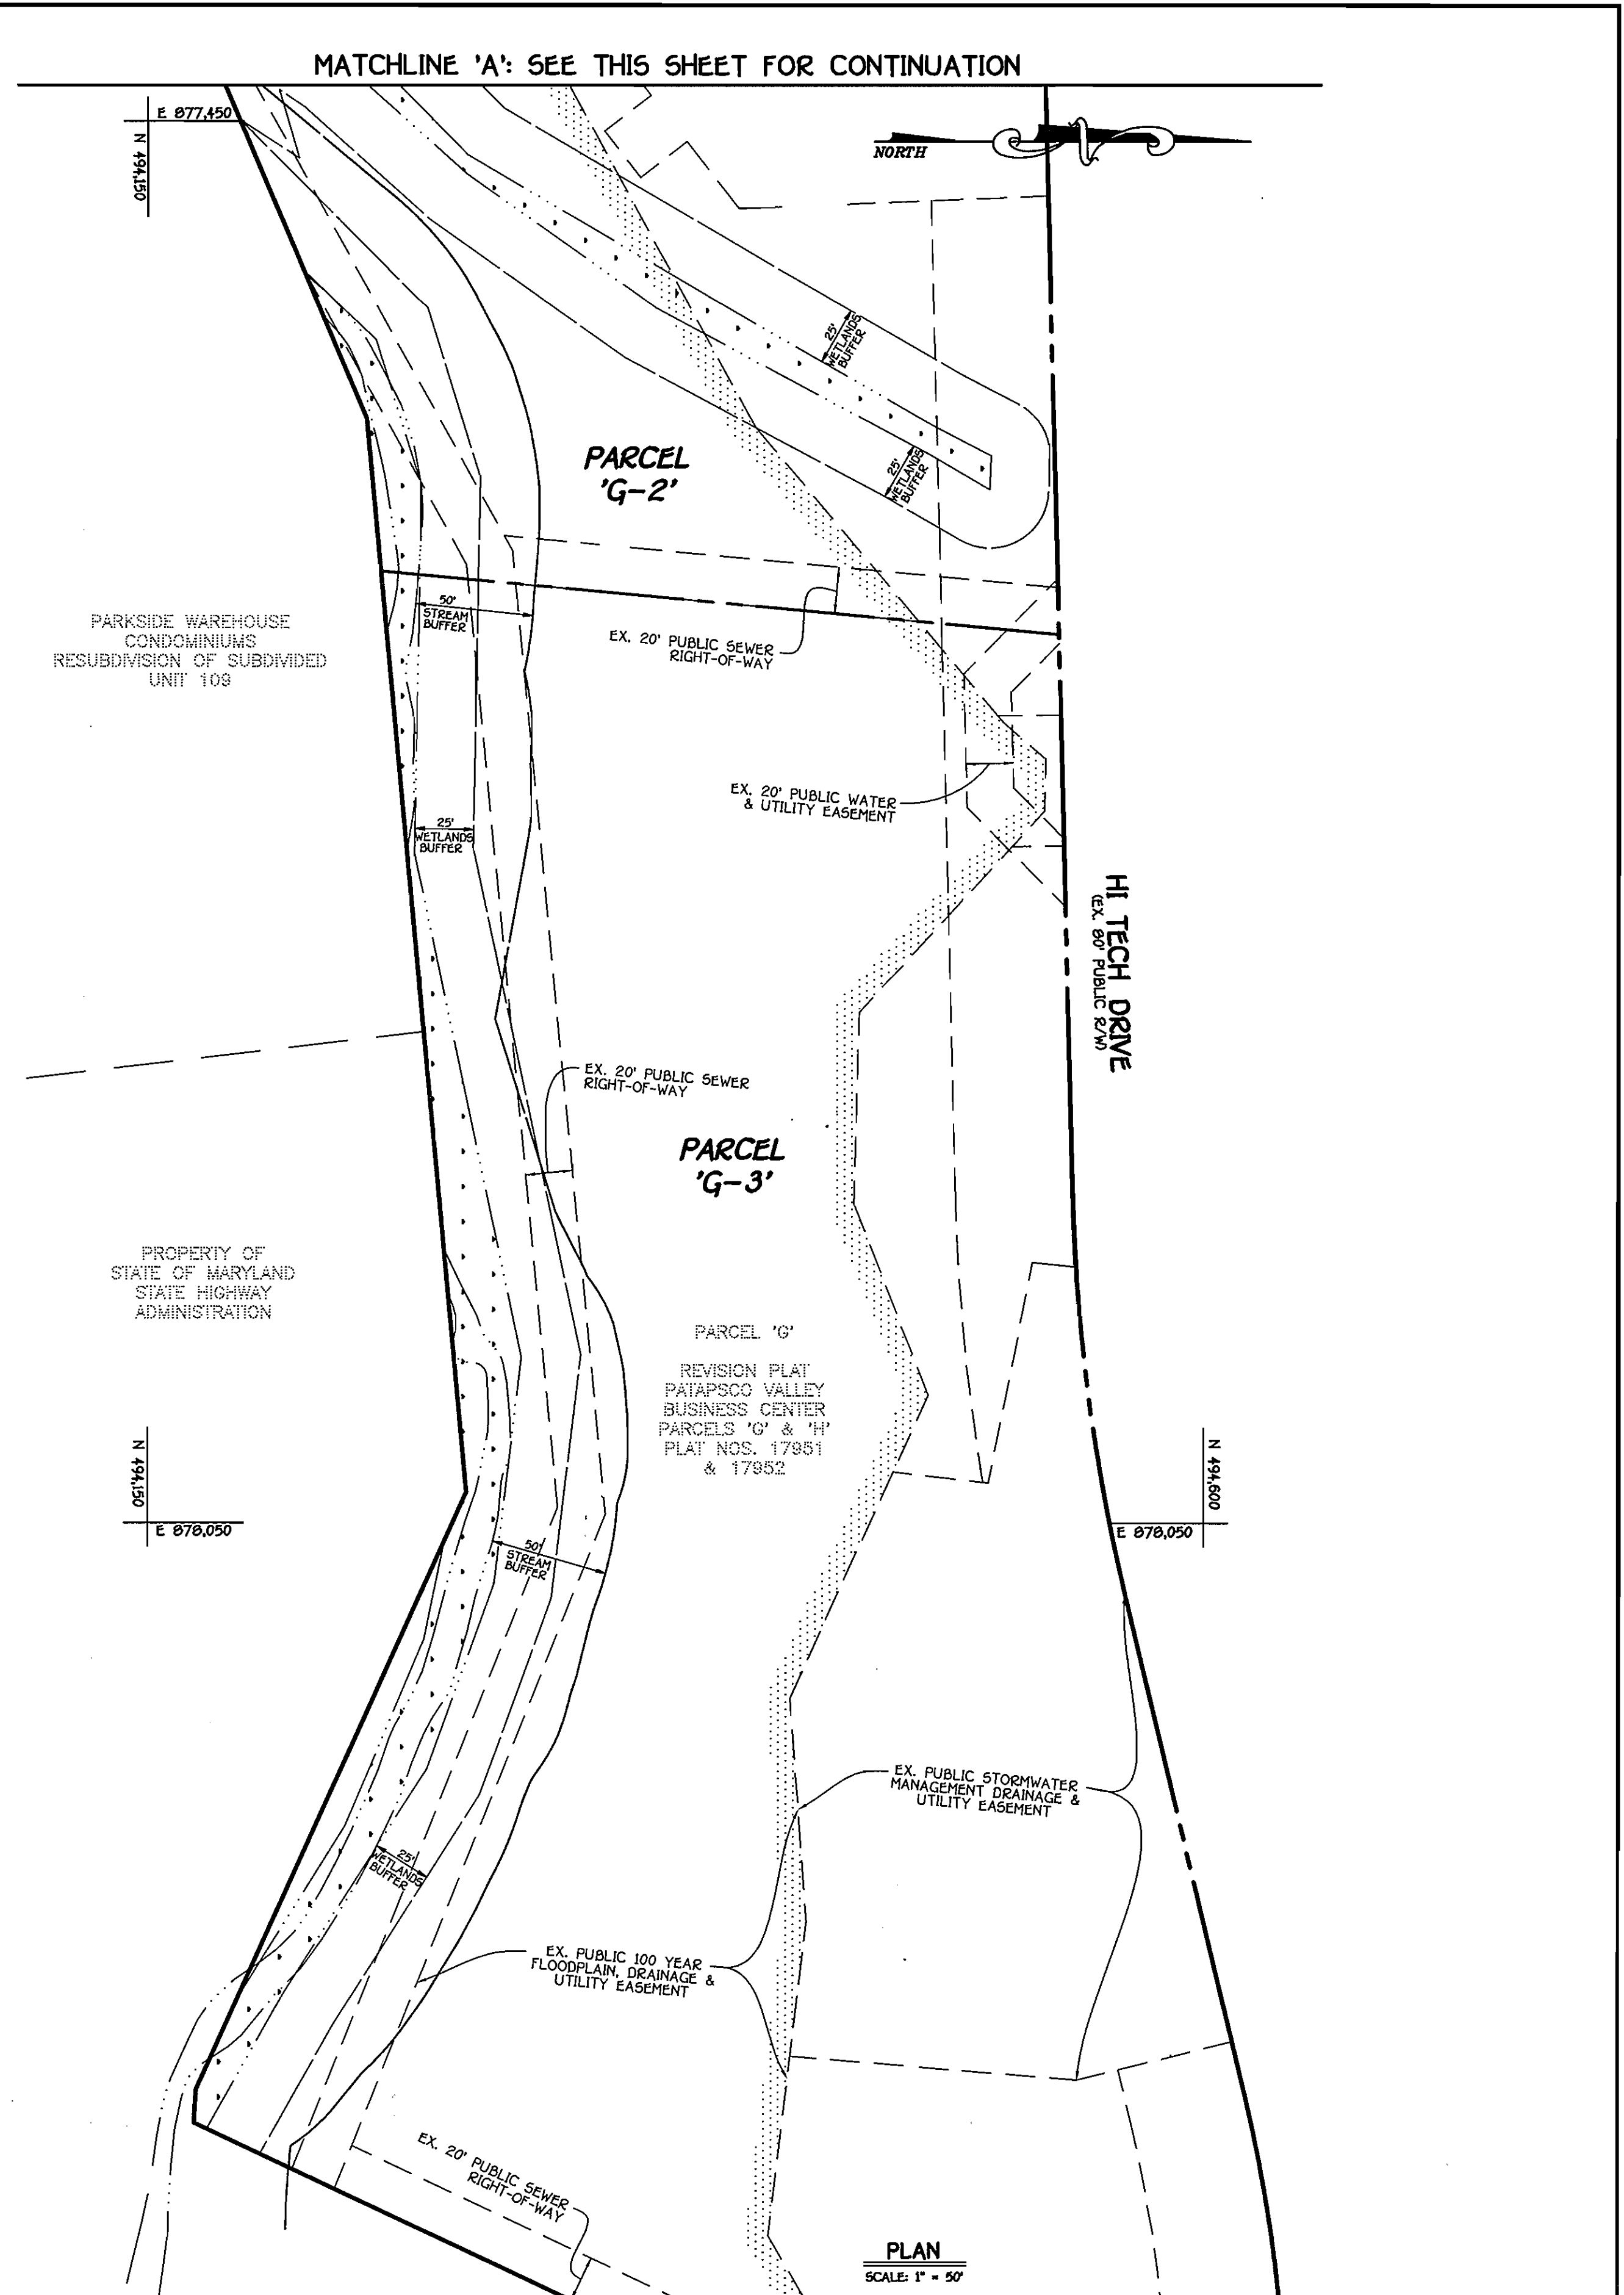 MATCHLINE 'A': SEE THIS SHEET FOR CONTINUATION
E 877,450
N 494,150
NORTH
25'
WETLANDS
BUFFER
PARCEL
'G-2'
25'
WETLANDS
BUFFER
50'
STREAM
BUFFER
PARKSIDE WAREHOUSE
CONDOMINIUMS
RESUBDIVISION OF SUBDIVIDED
UNIT 109
EX. 20' PUBLIC SEWER
RIGHT-OF-WAY
EX. 20' PUBLIC WATER
& UTILITY EASEMENT
25'
WETLANDS
BUFFER
HI TECH DRIVE
(EX. 80' PUBLIC R/W)
EX. 20' PUBLIC SEWER
RIGHT-OF-WAY
PARCEL
'G-3'
PROPERTY OF
STATE OF MARYLAND
STATE HIGHWAY
ADMINISTRATION
PARCEL 'G'
REVISION PLAT
PATAPSCO VALLEY
BUSINESS CENTER
PARCELS 'G' & 'H'
PLAT NOS. 17951
& 17952
N 494,150
E 878,050
N 494,600
E 878,050
50'
STREAM
BUFFER
EX. PUBLIC STORMWATER
MANAGEMENT DRAINAGE &
UTILITY EASEMENT
25'
WETLANDS
BUFFER
EX. PUBLIC 100 YEAR
FLOODPLAIN, DRAINAGE &
UTILITY EASEMENT
EX. 20' PUBLIC SEWER
RIGHT-OF-WAY
PLAN
SCALE: 1" = 50'